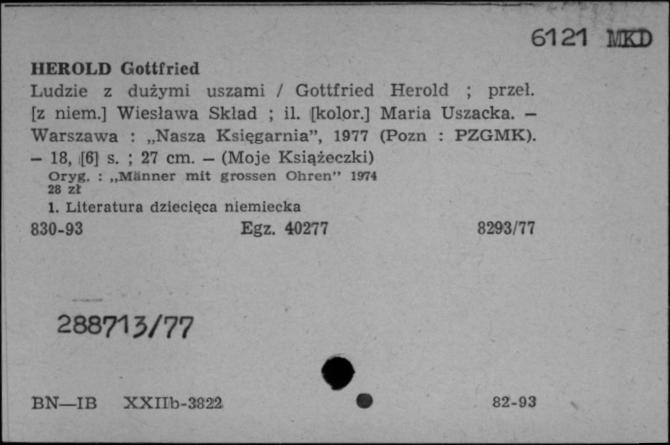 6121 MKD
HEROLD Gottfried
Ludzie z dużymi uszami / Gottfried Herold ; przeł.
[z niem.] Wiesława Skład ; il. [kolor.] Maria Uszacka. —
Warszawa : „Nasza Księgarnia”, 1977 (Pozn : PZGMK).
— 18, [6] s. ; 27 cm. — (Moje Książeczki)
Oryg. : „Männer mit grossen Ohren” 1974
28 zł
1. Literatura dziecięca niemiecka
830-93 Egz. 40277 8293/77
288713/77
BN—IB XXIIb-3822 82-93